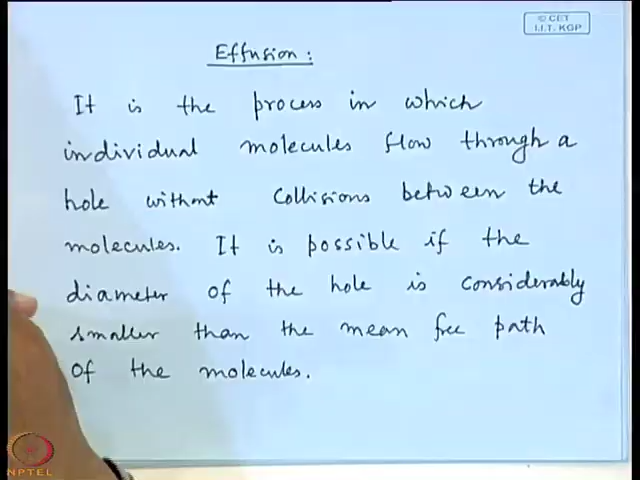 © CET
I.I.T. KGP
Effusion:
It is the process in which
individual molecules flow through a
hole without collisions between the
molecules. It is possible if the
diameter of the hole is considerably
smaller than the mean free path
of the molecules.
NPTEL